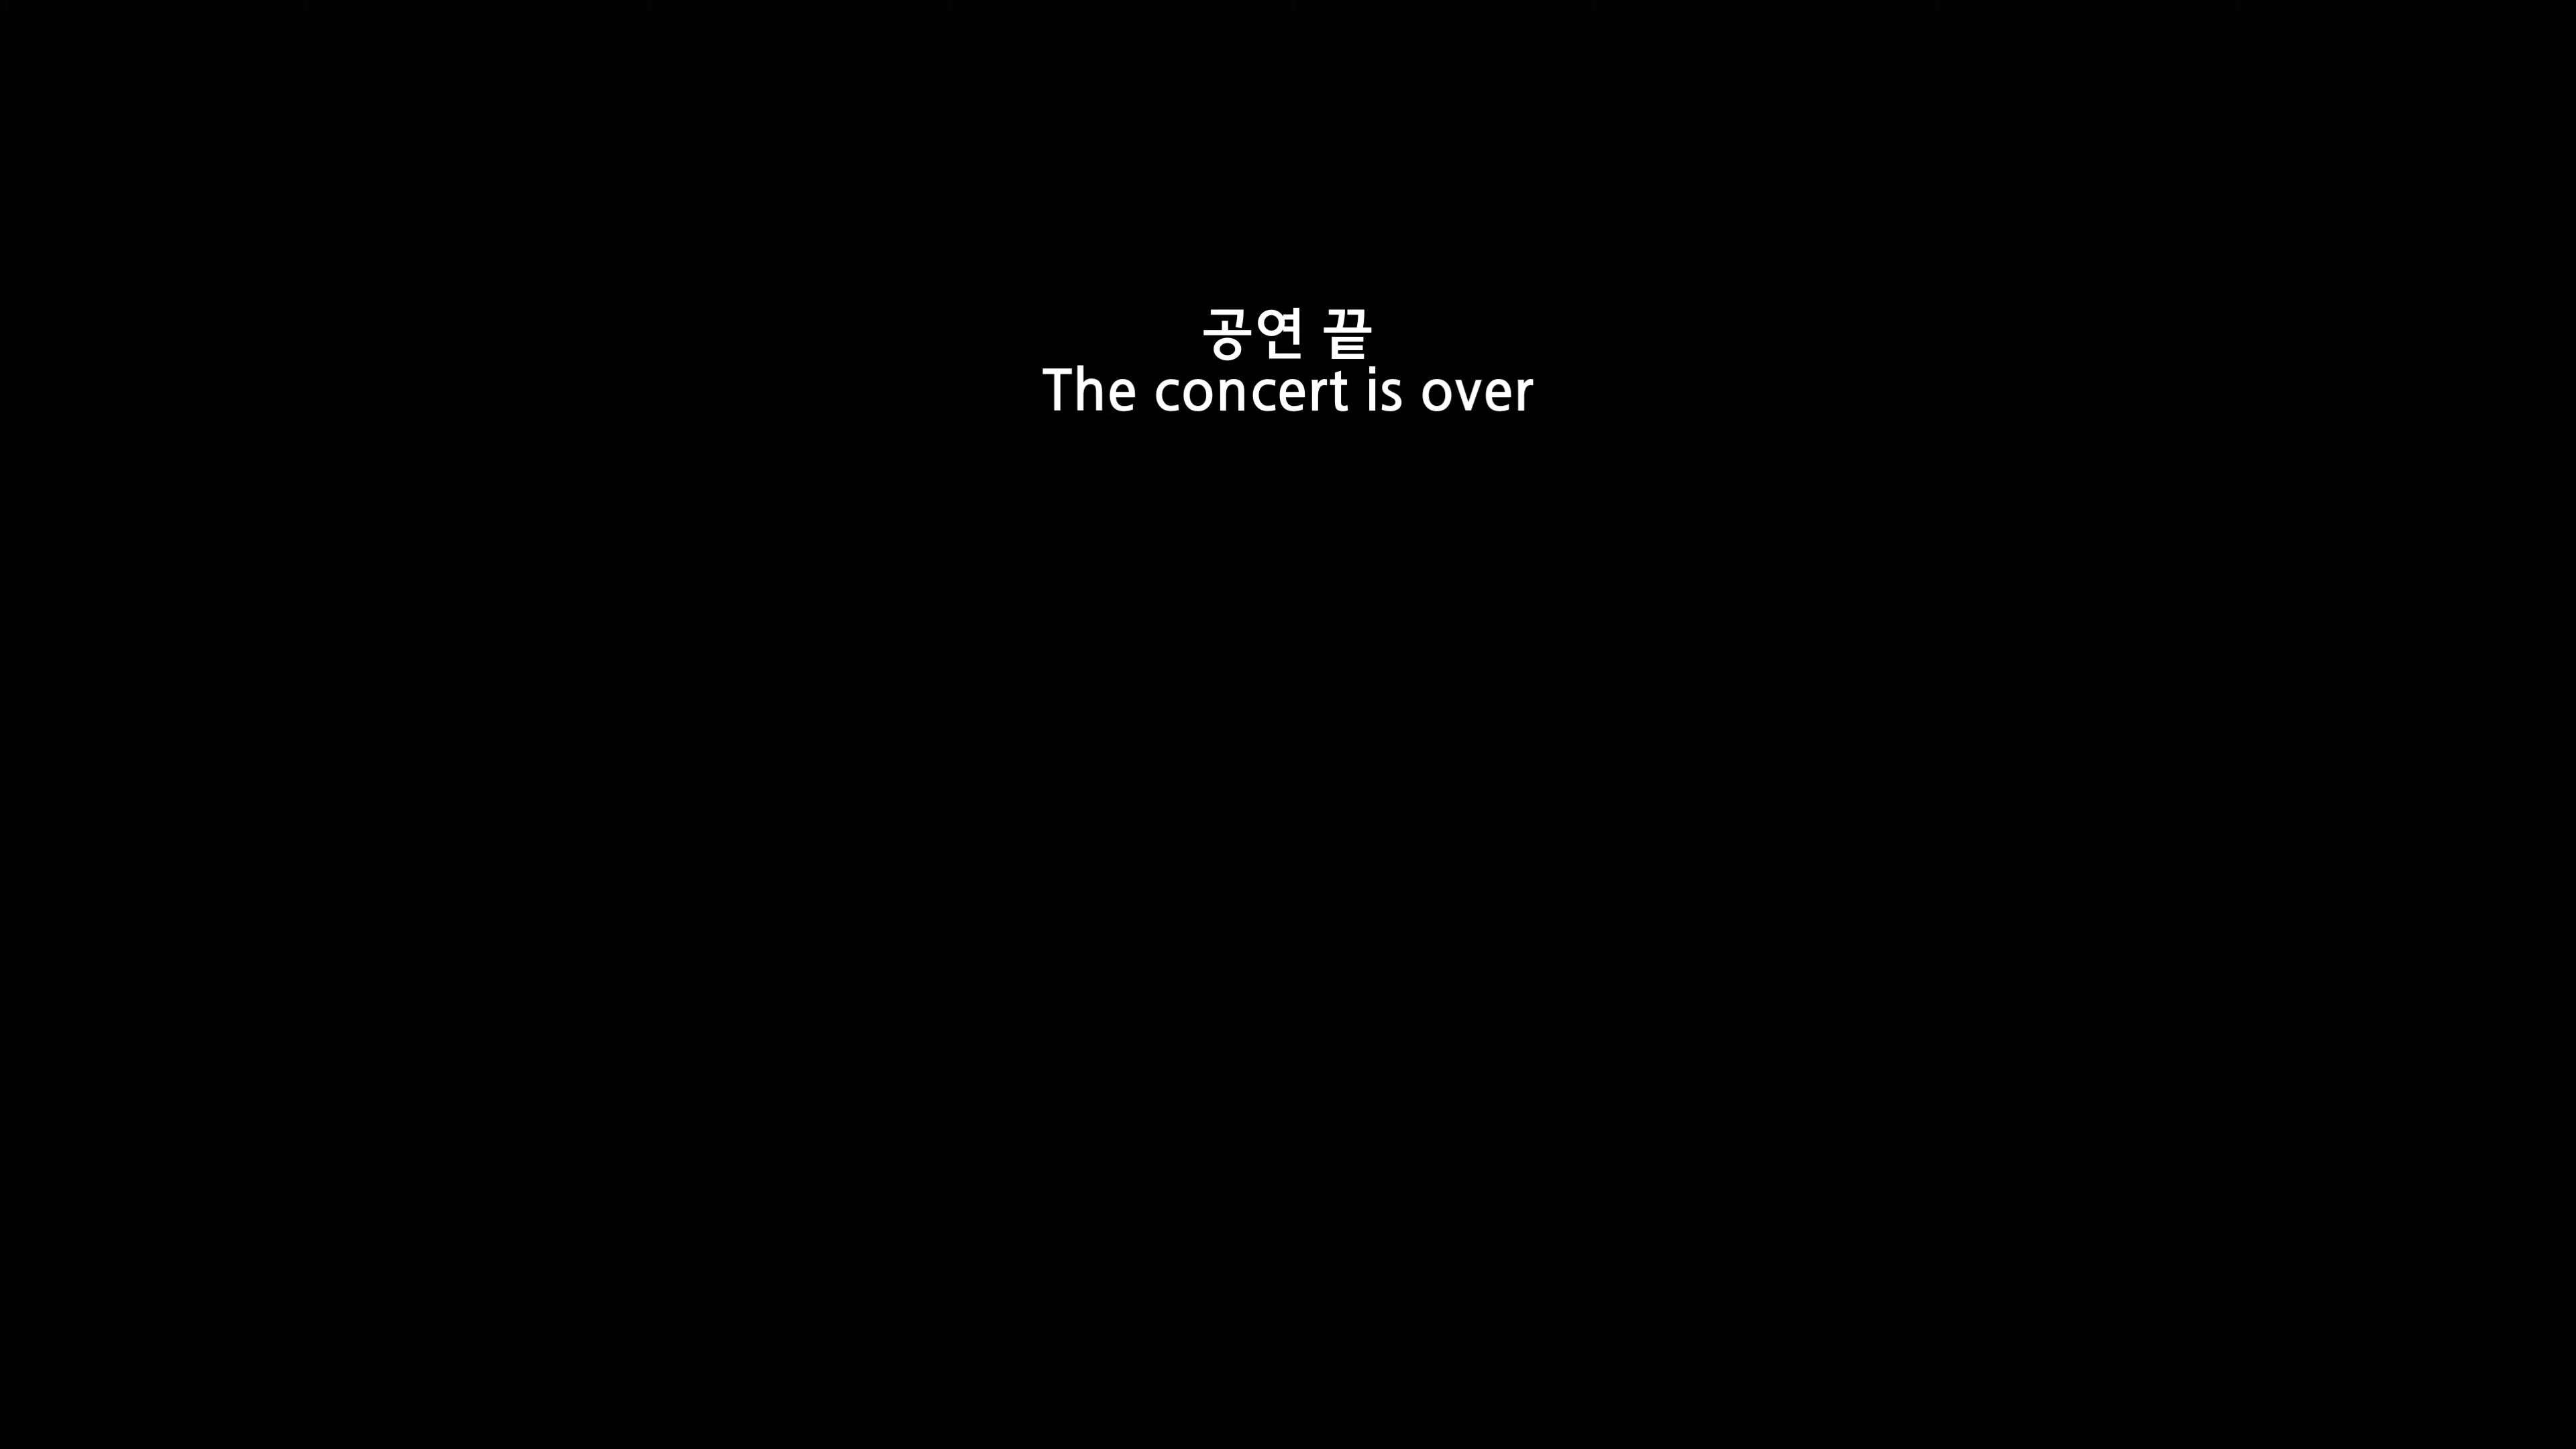 공연 끝
The concert is over